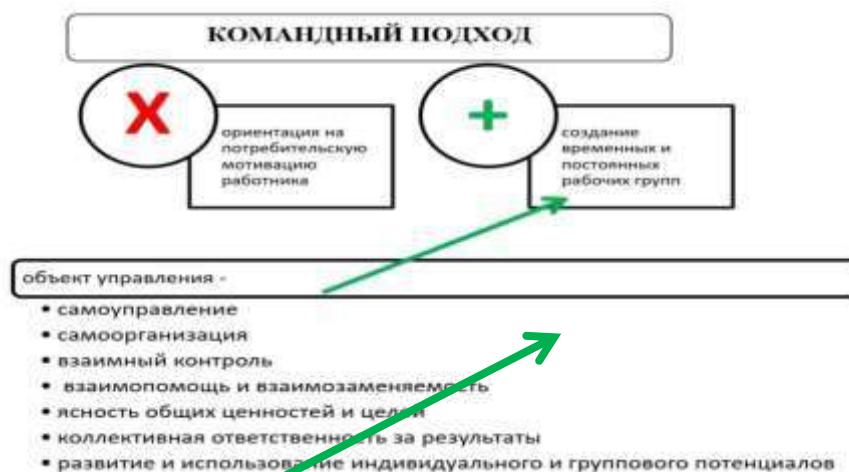 КОМАНДНЫЙ ПОДХОД
X
ориентация на
потребительскую
мотивацию
работника
+
создание
временных и
постоянных
рабочих групп
объект управления -
• самоуправление
• самоорганизация
• взаимный контроль
• взаимопомощь и взаимозаменяемость
• ясность общих ценностей и целей
• коллективная ответственность за результаты
• развитие и использование индивидуального и группового потенциалов